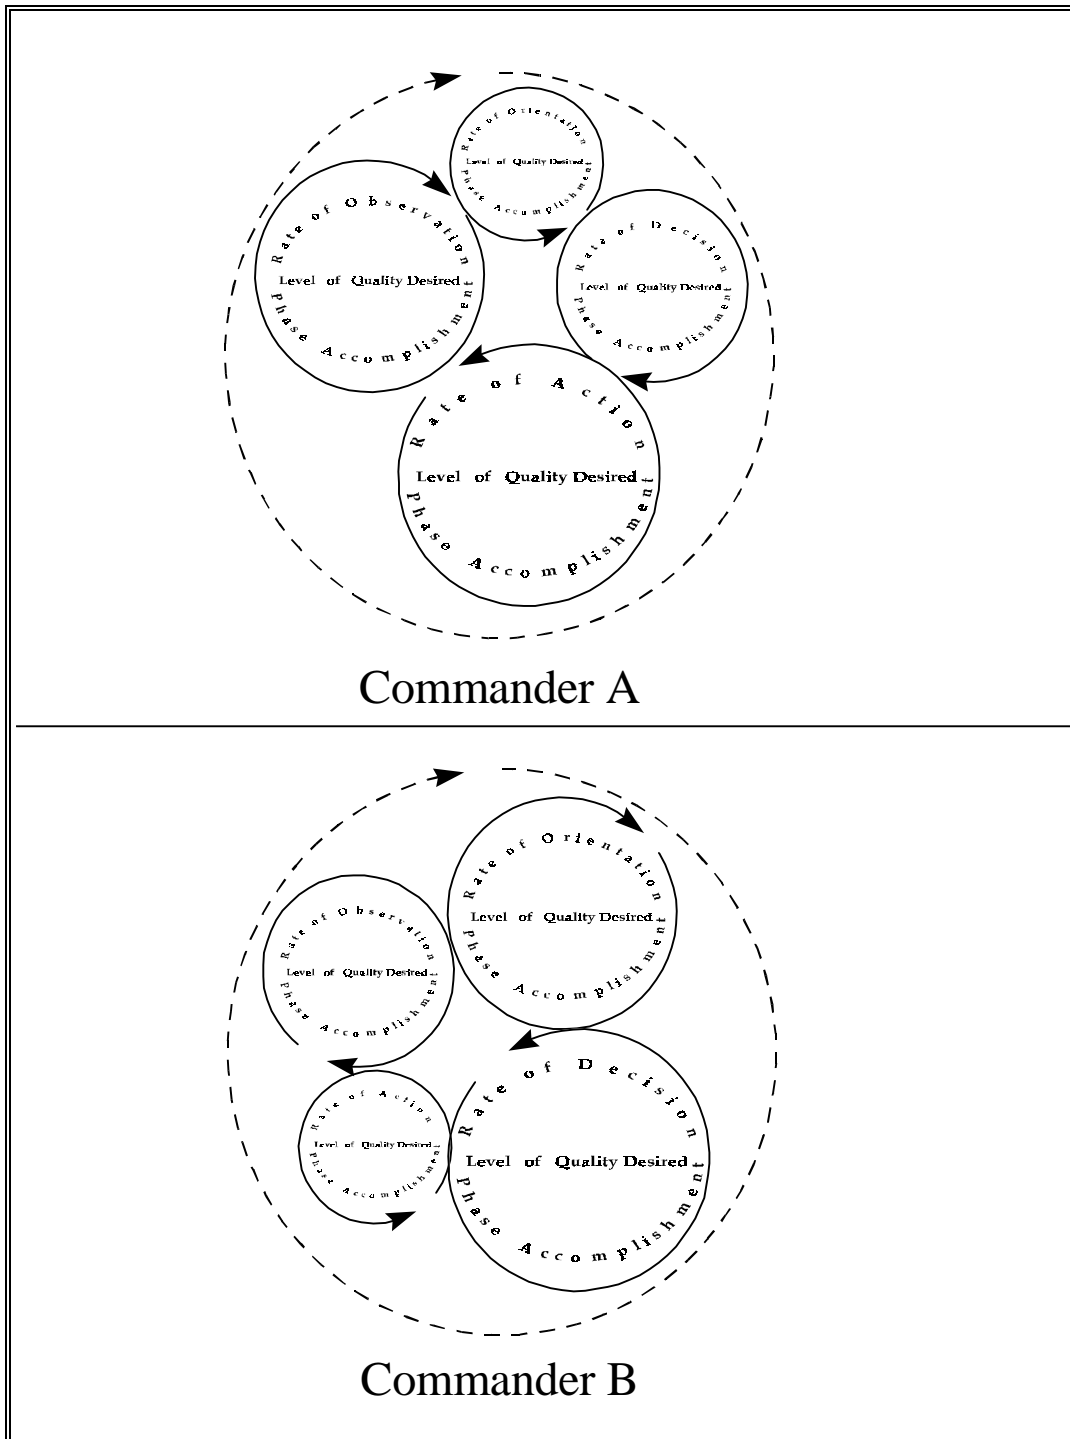 Rate of Orientation
Level of Quality Desired
Phase Accomplishment
Rate of Observation
Level of Quality Desired
Phase Accomplishment
Rate of Decision
Level of Quality Desired
Phase Accomplishment
Rate of Action
Level of Quality Desired
Phase Accomplishment
Commander A
Rate of Orientation
Level of Quality Desired
Phase Accomplishment
Rate of Observation
Level of Quality Desired
Phase Accomplishment
Rate of Decision
Level of Quality Desired
Phase Accomplishment
Rate of Action
Level of Quality Desired
Phase Accomplishment
Commander B